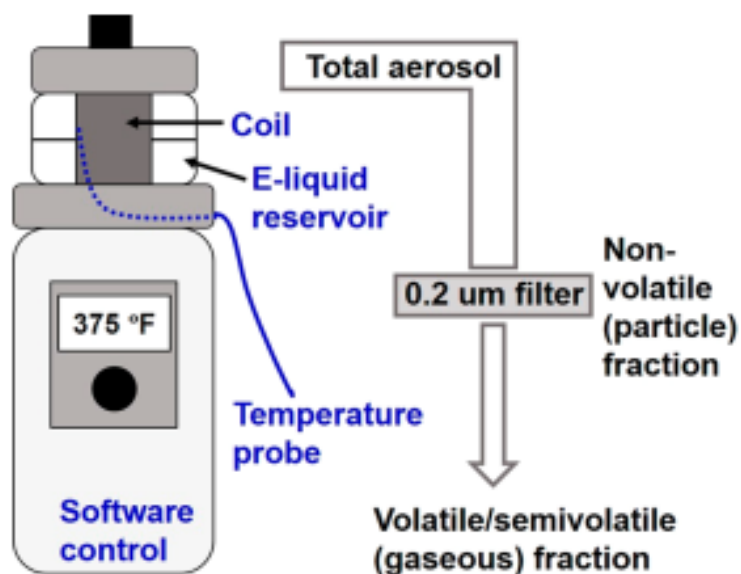 Total aerosol
Coil
E-liquid
reservoir
0.2 um filter
Non-
volatile
(particle)
fraction
375 ºF
Temperature
probe
Software
control
Volatile/semivolatile
(gaseous) fraction